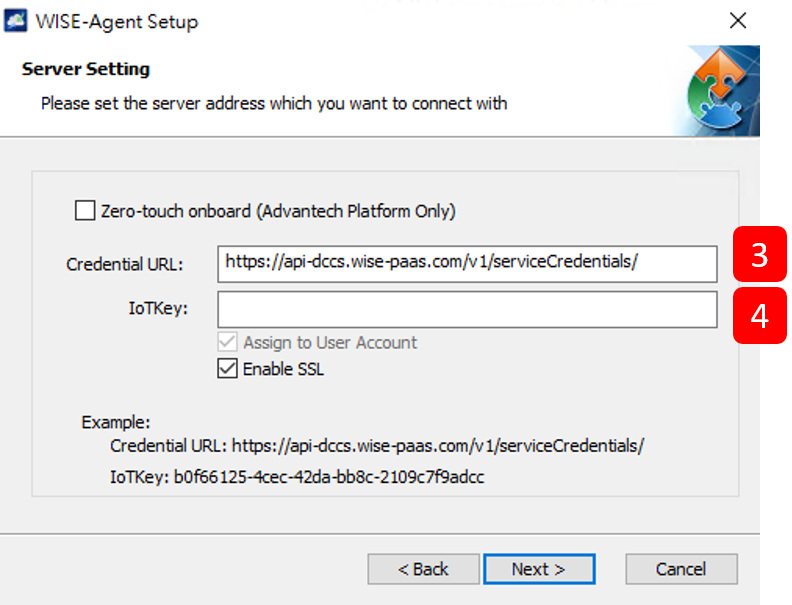 WISE-Agent Setup
Server Setting
Please set the server address which you want to connect with
Zero-touch onboard (Advantech Platform Only)
Credential URL: https://api-dccs.wise-paas.com/v1/serviceCredentials/ 3
IoTKey: 4
Assign to User Account
Enable SSL
Example:
Credential URL: https://api-dccs.wise-paas.com/v1/serviceCredentials/
IoTKey: b0f66125-4cec-42da-bb8c-2109c7f9adcc
< Back Next > Cancel